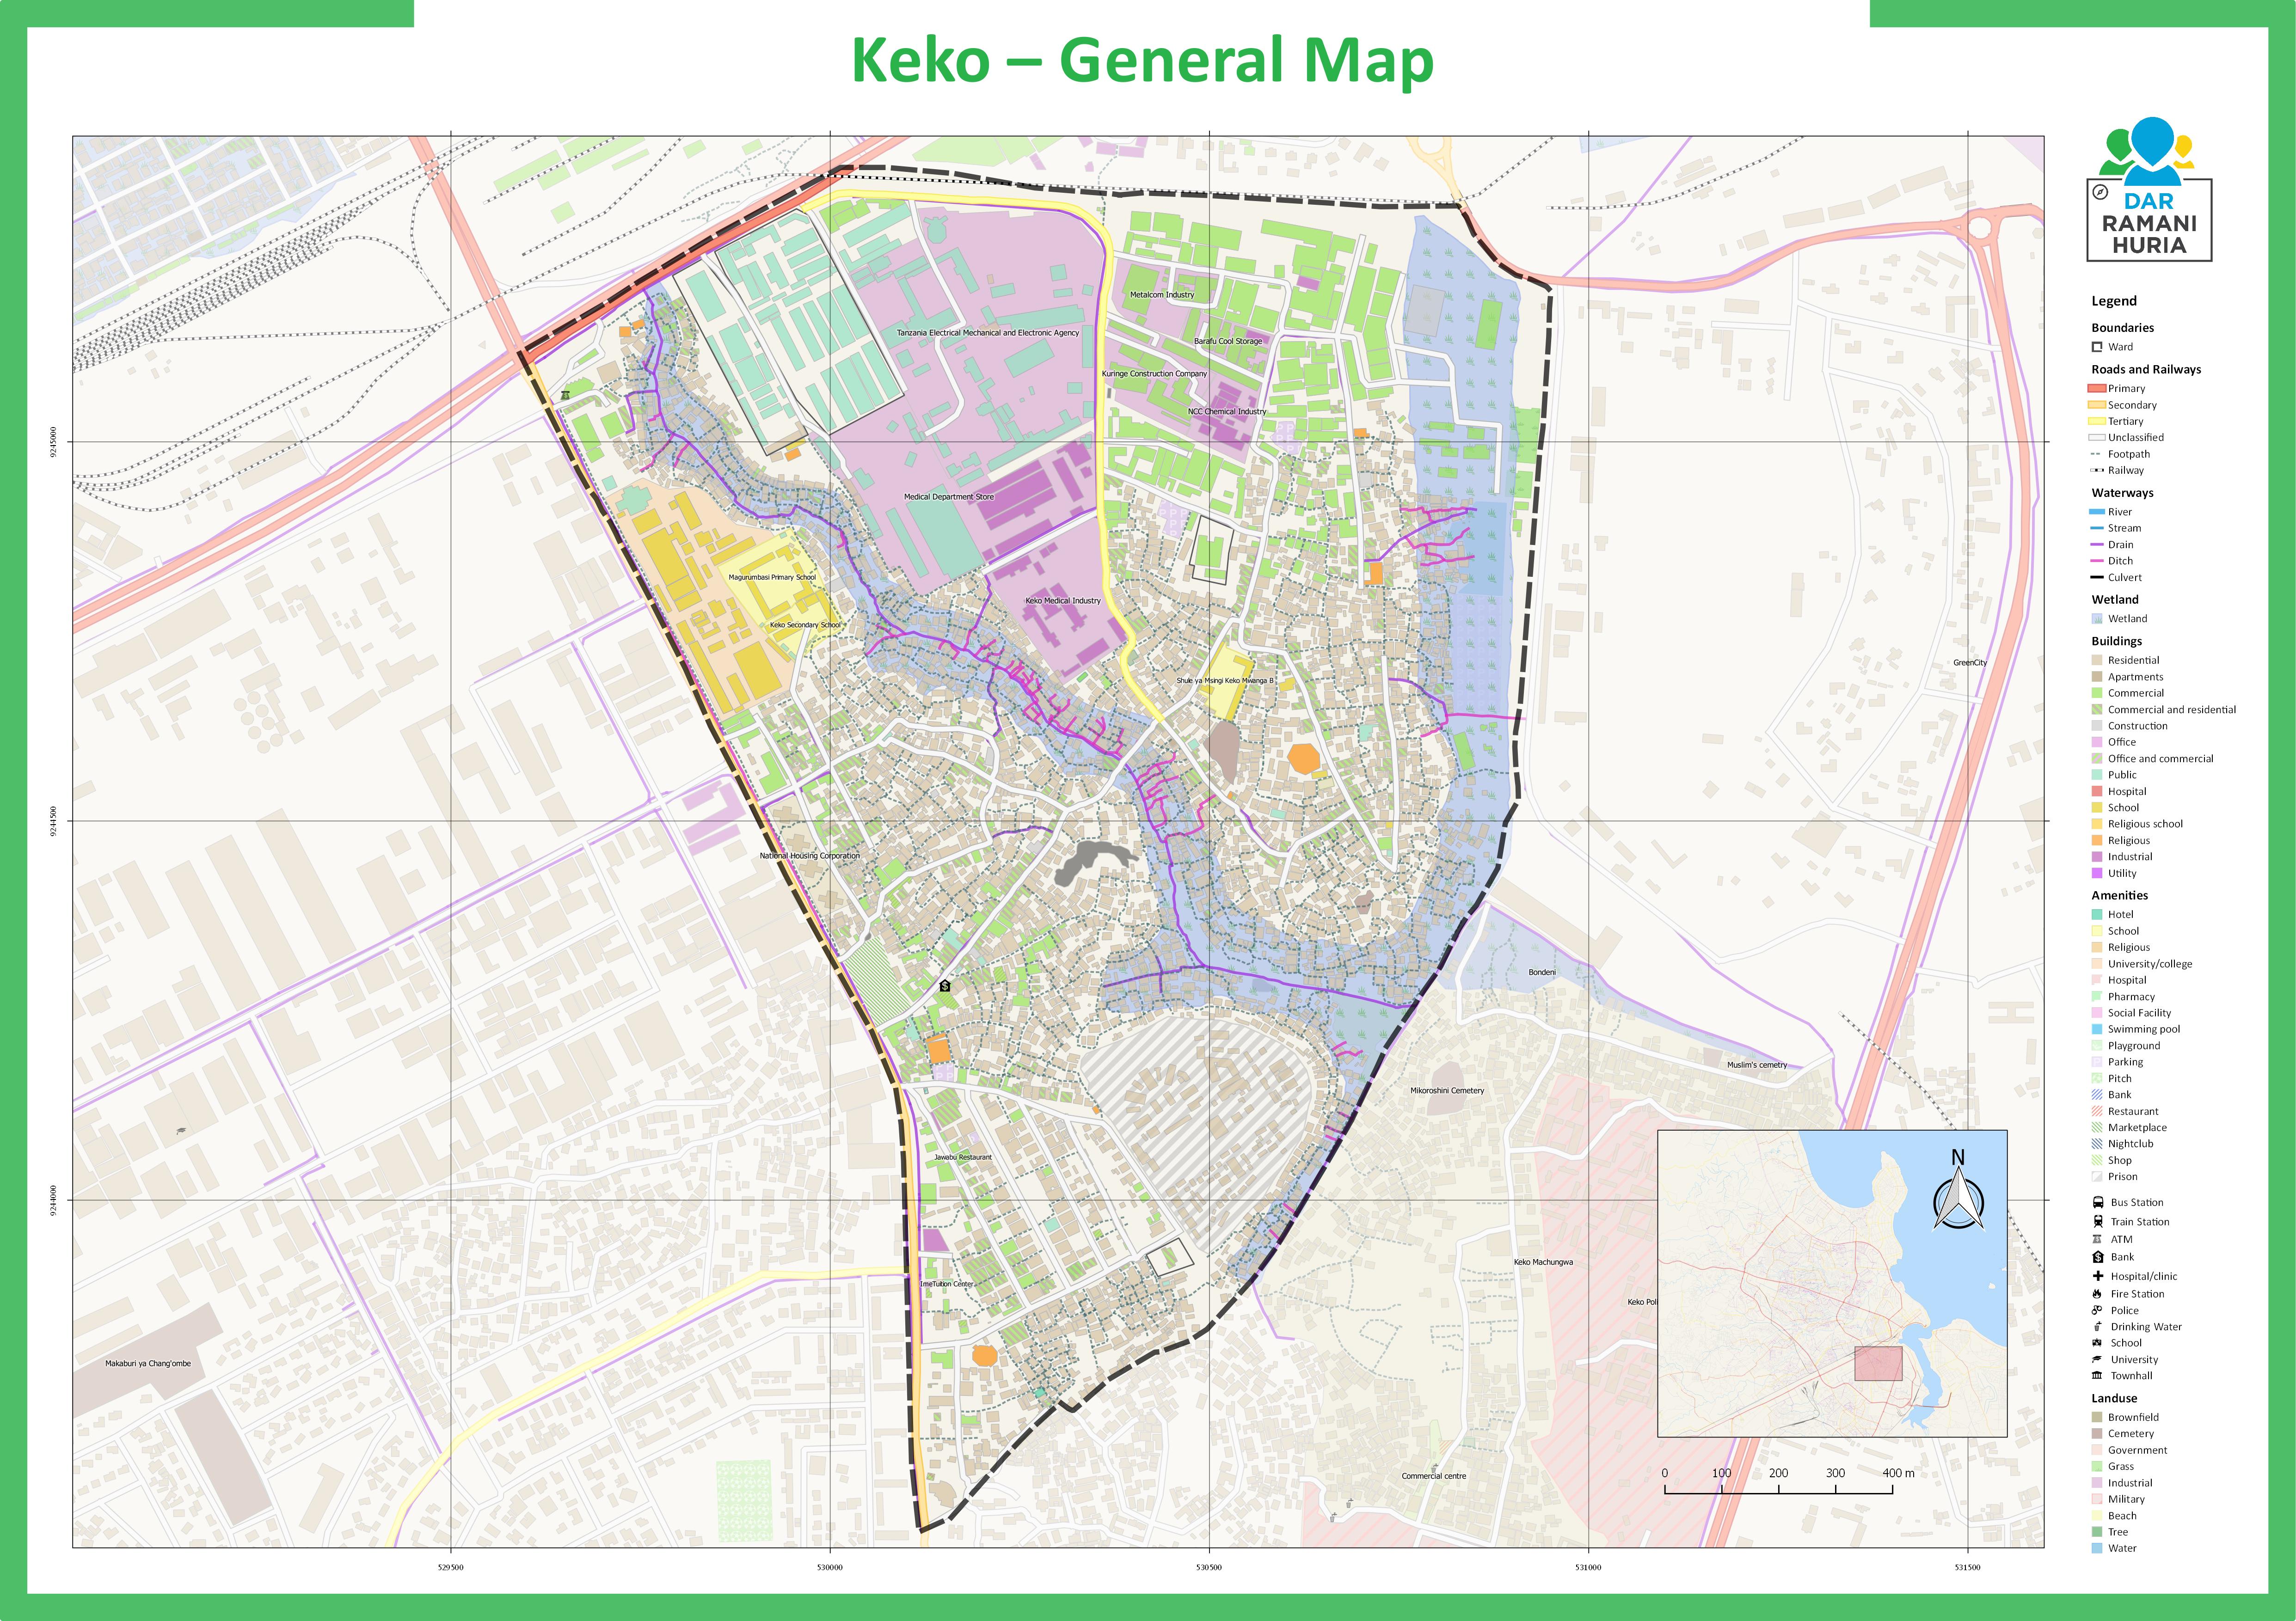 Keko – General Map
DAR
RAMANI
HURIA
Legend
Boundaries
Ward
Roads and Railways
Primary
Secondary
Tertiary
Unclassified
Footpath
Railway
Waterways
River
Stream
Drain
Ditch
Culvert
Wetland
Wetland
Buildings
Residential
Apartments
Commercial
Commercial and residential
Construction
Office
Office and commercial
Public
Hospital
School
Religious school
Religious
Industrial
Utility
Amenities
Hotel
School
Religious
University/college
Hospital
Pharmacy
Social Facility
Swimming pool
Playground
Parking
Pitch
Bank
Restaurant
Marketplace
Nightclub
Shop
Prison
Bus Station
Train Station
ATM
Bank
Hospital/clinic
Fire Station
Police
Drinking Water
School
University
Townhall
Landuse
Brownfield
Cemetery
Government
Grass
Industrial
Military
Beach
Tree
Water
Metalcom Industry
Tanzania Electrical Mechanical and Electronic Agency
Barafu Cool Storage
Kuringe Construction Company
NCC Chemical Industry
Medical Department Store
Magurumbasi Primary School
Keko Medical Industry
Keko Secondary School
GreenCity
Shule ya Msingi Keko Mwanga B
National Housing Corporation
Bondeni
Muslim's cemetry
Mikoroshini Cemetery
Jawabu Restaurant
Keko Machungwa
ImeTuition Center
Keko Poli
Makaburi ya Chang'ombe
Commercial centre
N
0 100 200 300 400 m
9245000
9244500
9244000
529500 530000 530500 531000 531500